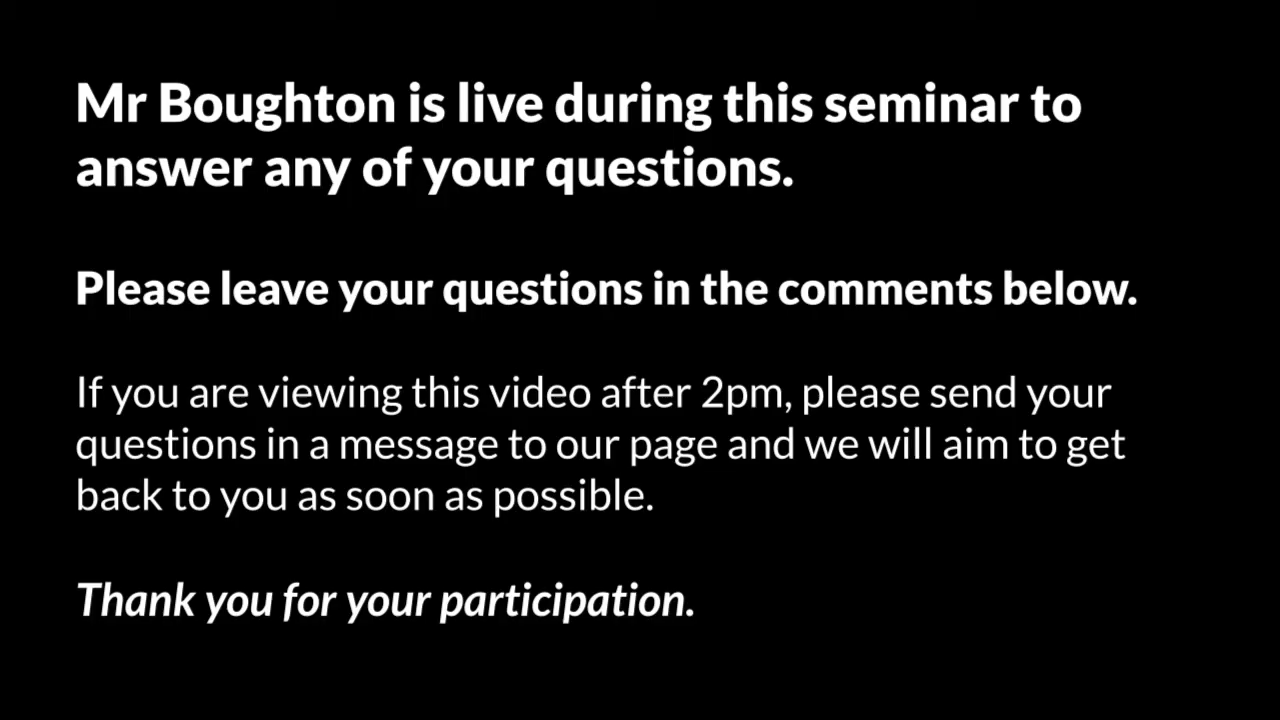 Mr Boughton is live during this seminar to
answer any of your questions.
Please leave your questions in the comments below.
If you are viewing this video after 2pm, please send your
questions in a message to our page and we will aim to get
back to you as soon as possible.
Thank you for your participation.